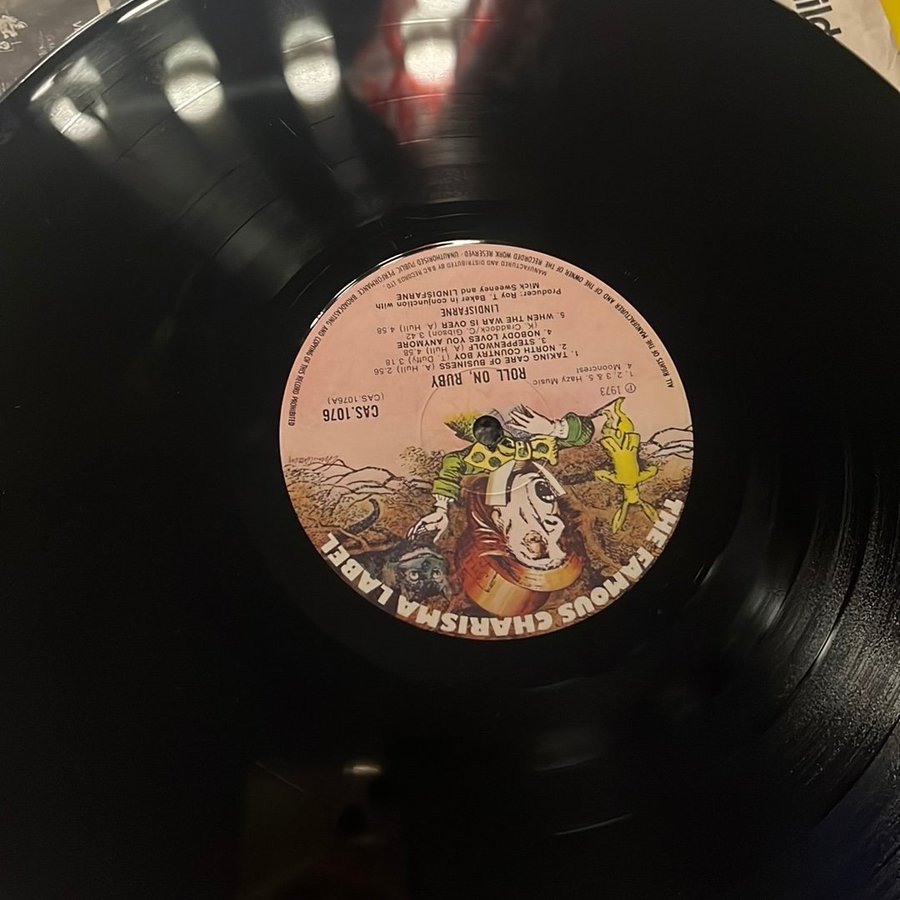 THE FAMOUS CHARISMA LABEL
℗ 1973
1, 2, 3 & 5. Hazy Music
4 Mooncrest
CAS.1076
(CAS.1076A)
ROLL ON, RUBY
1. TAKING CARE OF BUSINESS (A. Hull) 2.56
2. NORTH COUNTRY BOY (T. Duffy) 3.18
3. STEPPENWOLF (A. Hull) 4.58
4. NOBODY LOVES YOU ANYMORE
(K. Craddock/C. Gibson) 3.42
5. WHEN THE WAR IS OVER (A. Hull) 4.58
LINDISFARNE
Producer: Roy T. Baker in conjunction with
Mick Sweeney and LINDISFARNE
MANUFACTURED AND DISTRIBUTED BY B&C RECORDS LTD.
ALL RIGHTS OF THE MANUFACTURER AND OF THE OWNER OF THE RECORDED WORK RESERVED · UNAUTHORISED PUBLIC PERFORMANCE BROADCASTING AND COPYING OF THIS RECORD PROHIBITED